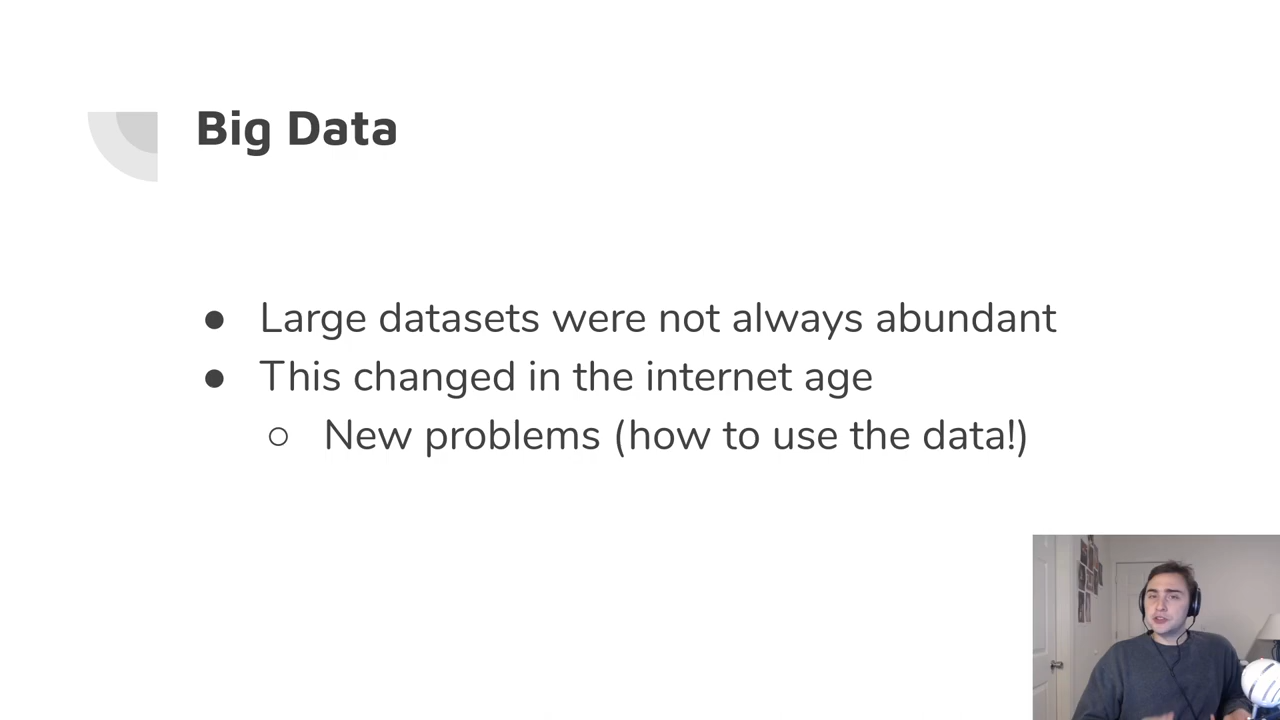 Big Data
● Large datasets were not always abundant
● This changed in the internet age
○ New problems (how to use the data!)